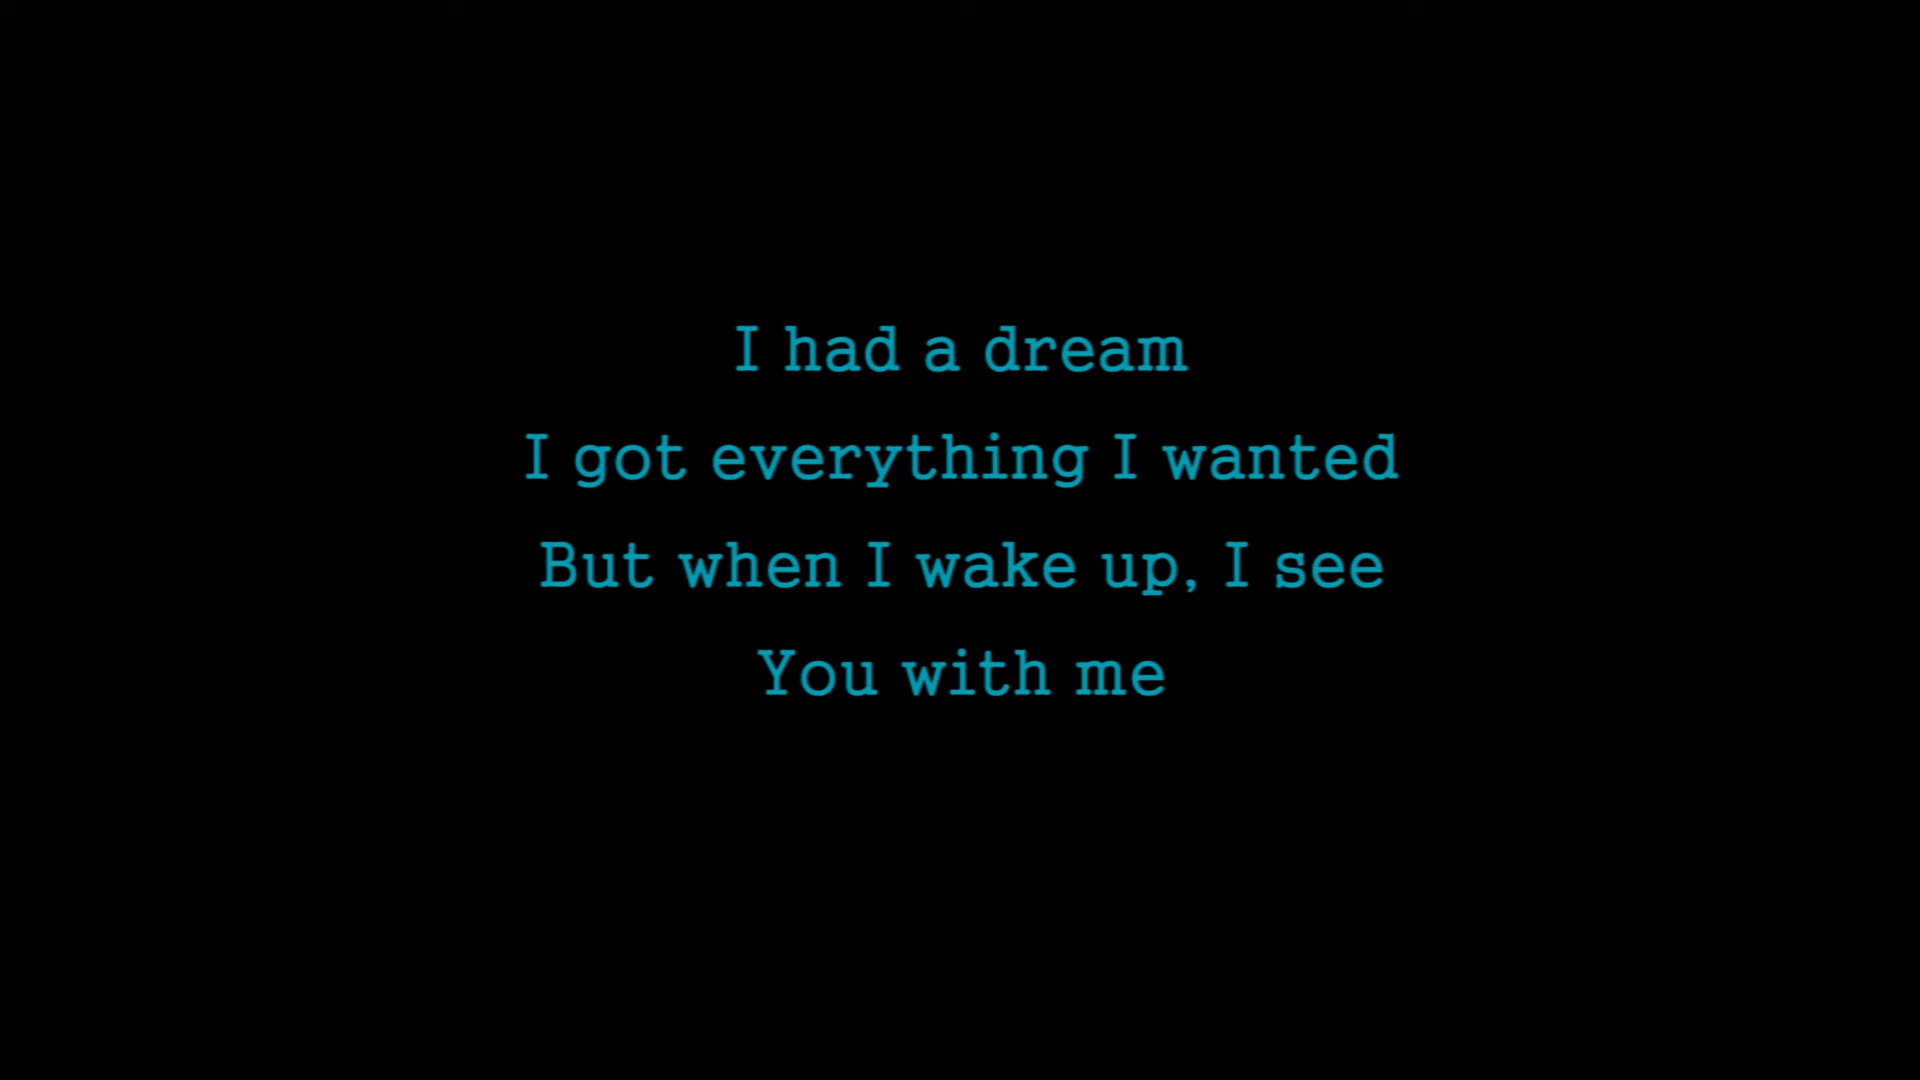 I had a dream
I got everything I wanted
But when I wake up, I see
You with me